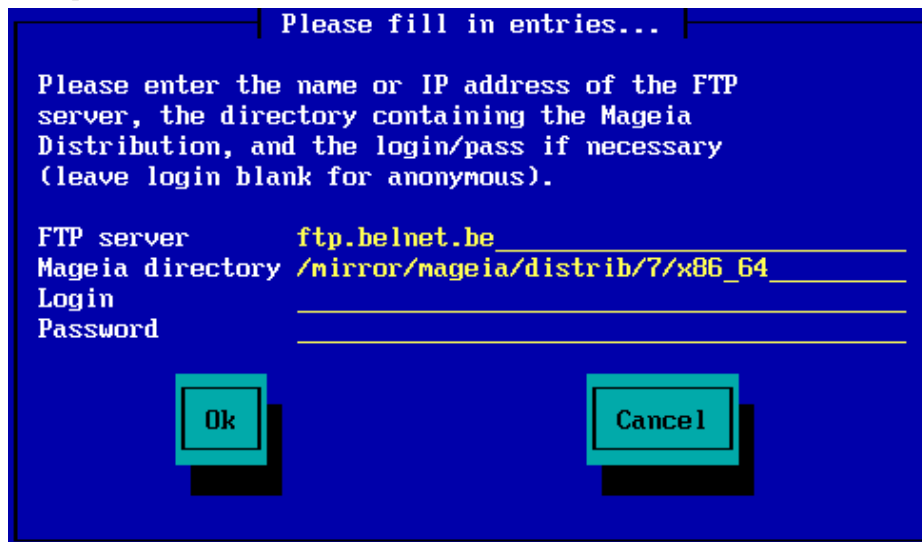 Please fill in entries...
Please enter the name or IP address of the FTP
server, the directory containing the Mageia
Distribution, and the login/pass if necessary
(leave login blank for anonymous).
FTP server ftp.belnet.be
Mageia directory /mirror/mageia/distrib/7/x86_64
Login
Password
Ok Cancel